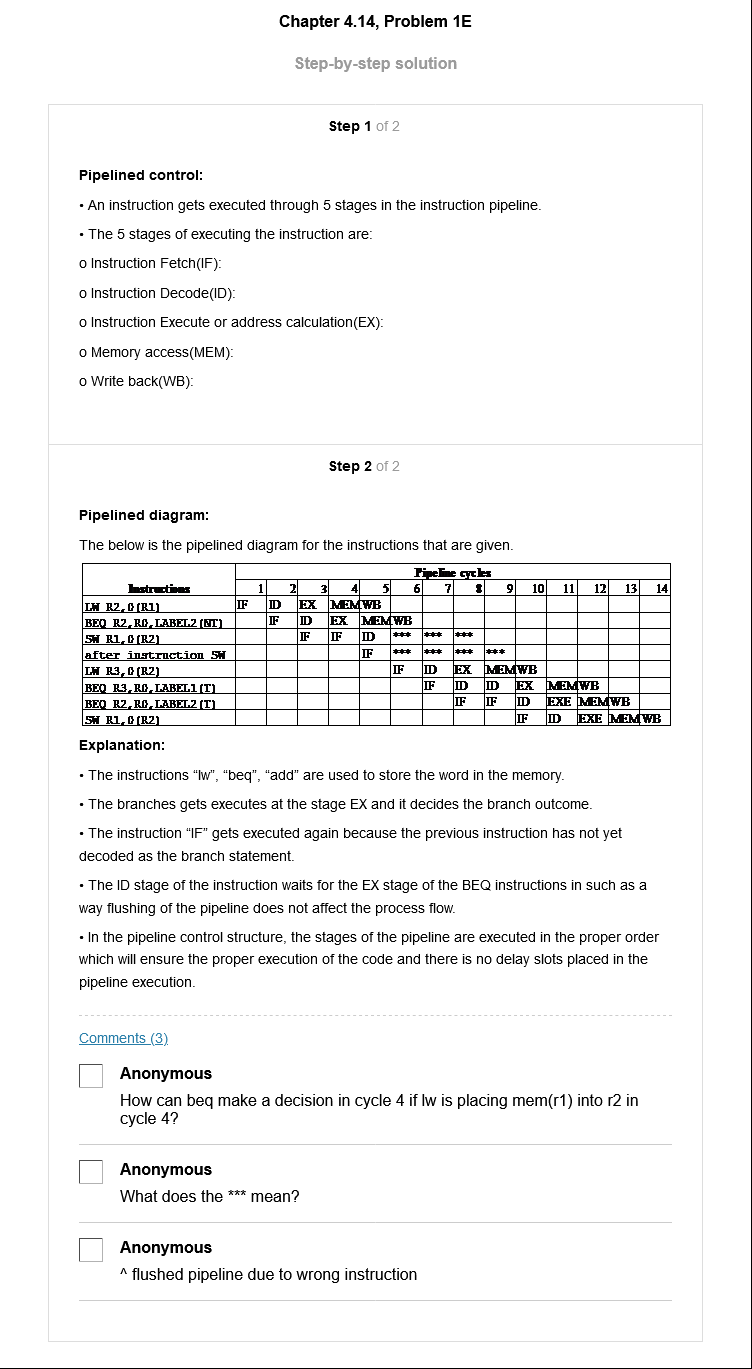 Chapter 4.14, Problem 1E
Step-by-step solution
Step 1 of 2
Pipelined control:
• An instruction gets executed through 5 stages in the instruction pipeline.
• The 5 stages of executing the instruction are:
o Instruction Fetch(IF):
o Instruction Decode(ID):
o Instruction Execute or address calculation(EX):
o Memory access(MEM):
o Write back(WB):
Step 2 of 2
Pipelined diagram:
The below is the pipelined diagram for the instructions that are given.
Pipeline cycles
Instructions 1 2 3 4 5 6 7 8 9 10 11 12 13 14
LW R2,0(R1) IF ID EX MEM WB
BEQ R2,R0,LABEL2(NT) IF ID EX MEM WB
SW R1,0(R2) IF IF ID *** *** ***
after instruction SW IF *** *** *** ***
LW R3,0(R2) IF ID EX MEM WB
BEQ R3,R0,LABEL1(T) IF ID ID EX MEM WB
BEQ R2,R0,LABEL2(T) IF IF ID EXE MEM WB
SW R1,0(R2) IF ID EXE MEM WB
Explanation:
• The instructions “lw”, “beq”, “add” are used to store the word in the memory.
• The branches gets executes at the stage EX and it decides the branch outcome.
• The instruction “IF” gets executed again because the previous instruction has not yet
decoded as the branch statement.
• The ID stage of the instruction waits for the EX stage of the BEQ instructions in such as a
way flushing of the pipeline does not affect the process flow.
• In the pipeline control structure, the stages of the pipeline are executed in the proper order
which will ensure the proper execution of the code and there is no delay slots placed in the
pipeline execution.
Comments (3)
Anonymous
How can beq make a decision in cycle 4 if lw is placing mem(r1) into r2 in
cycle 4?
Anonymous
What does the *** mean?
Anonymous
^ flushed pipeline due to wrong instruction